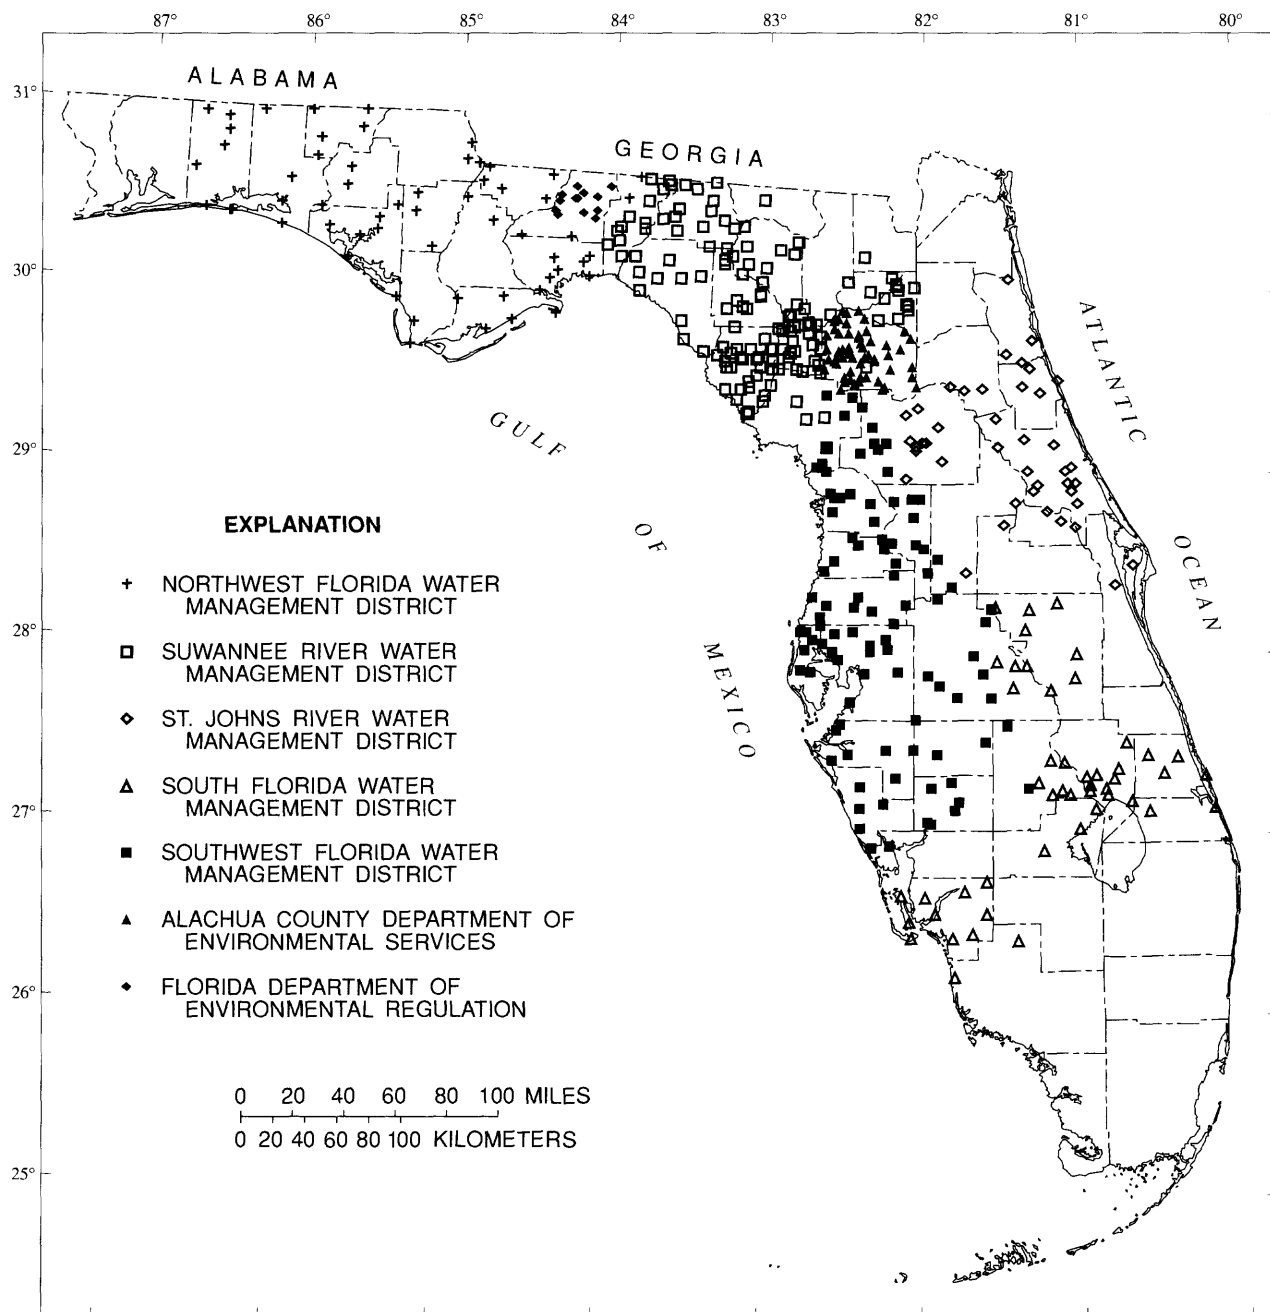 87° 86° 85° 84° 83° 82° 81° 80°
31°
30°
29°
28°
27°
26°
25°
ALABAMA
GEORGIA
ATLANTIC
OCEAN
GULF
OF
MEXICO
EXPLANATION
NORTHWEST FLORIDA WATER
MANAGEMENT DISTRICT
SUWANNEE RIVER WATER
MANAGEMENT DISTRICT
ST. JOHNS RIVER WATER
MANAGEMENT DISTRICT
SOUTH FLORIDA WATER
MANAGEMENT DISTRICT
SOUTHWEST FLORIDA WATER
MANAGEMENT DISTRICT
ALACHUA COUNTY DEPARTMENT OF
ENVIRONMENTAL SERVICES
FLORIDA DEPARTMENT OF
ENVIRONMENTAL REGULATION
0 20 40 60 80 100 MILES
0 20 40 60 80 100 KILOMETERS